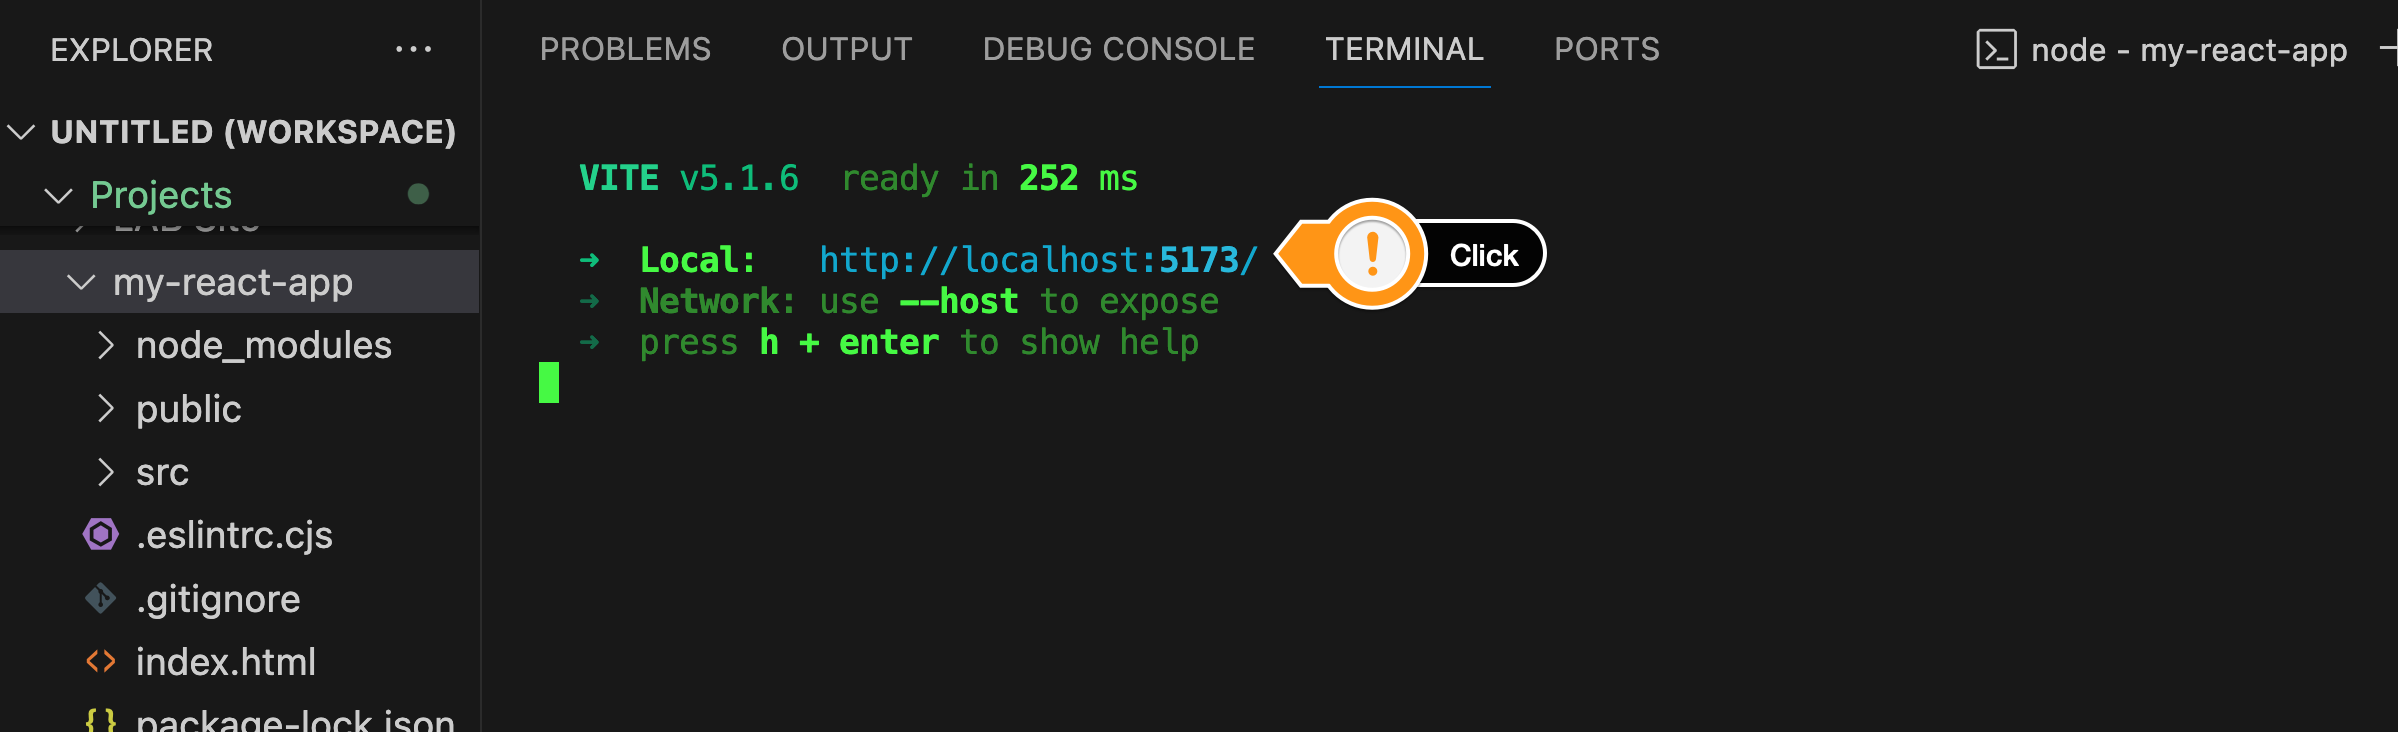 EXPLORER
PROBLEMS OUTPUT DEBUG CONSOLE TERMINAL PORTS
node - my-react-app
UNTITLED (WORKSPACE)
Projects
my-react-app
node_modules
public
src
.eslintrc.cjs
.gitignore
index.html
package-lock.json
VITE v5.1.6 ready in 252 ms
➜ Local: http://localhost:5173/
➜ Network: use --host to expose
➜ press h + enter to show help
! Click